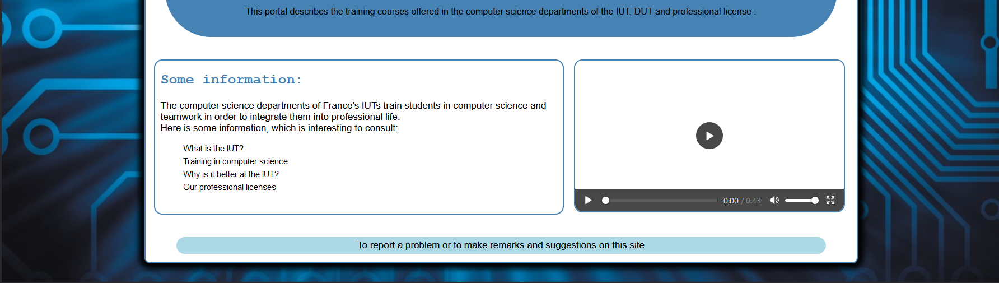 This portal describes the training courses offered in the computer science departments of the IUT, DUT and professional license :
Some information:
The computer science departments of France's IUTs train students in computer science and
teamwork in order to integrate them into professional life.
Here is some information, which is interesting to consult:
What is the IUT?
Training in computer science
Why is it better at the IUT?
Our professional licenses
0:00 / 0:43
To report a problem or to make remarks and suggestions on this site